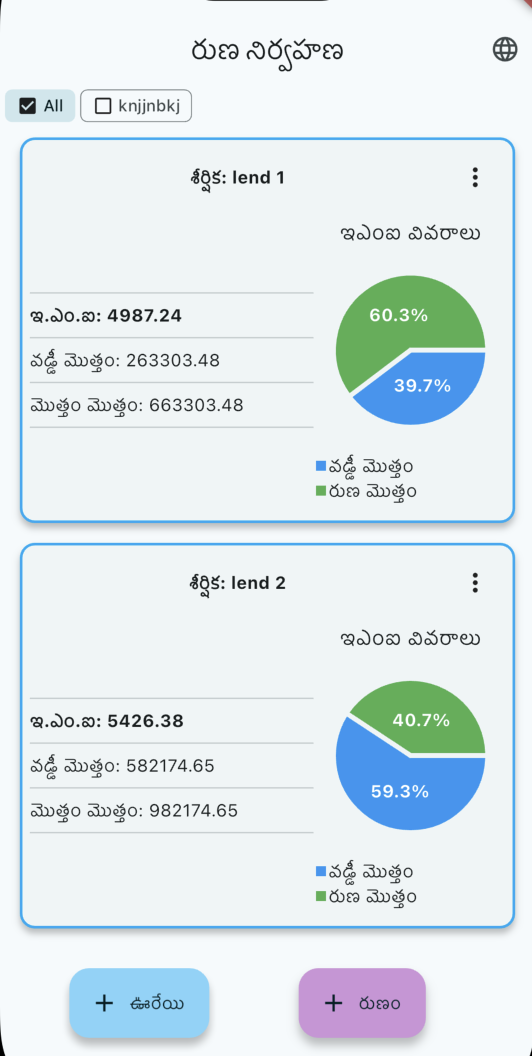 రుణ నిర్వహణ
All
knjjnbkj
శీర్షిక: lend 1
ఇఎంఐ వివరాలు
ఇ.ఎం.ఐ: 4987.24
వడ్డీ మొత్తం: 263303.48
మొత్తం మొత్తం: 663303.48
60.3%
39.7%
వడ్డీ మొత్తం
రుణ మొత్తం
శీర్షిక: lend 2
ఇఎంఐ వివరాలు
ఇ.ఎం.ఐ: 5426.38
వడ్డీ మొత్తం: 582174.65
మొత్తం మొత్తం: 982174.65
40.7%
59.3%
వడ్డీ మొత్తం
రుణ మొత్తం
+ ఊరేయి
+ రుణం